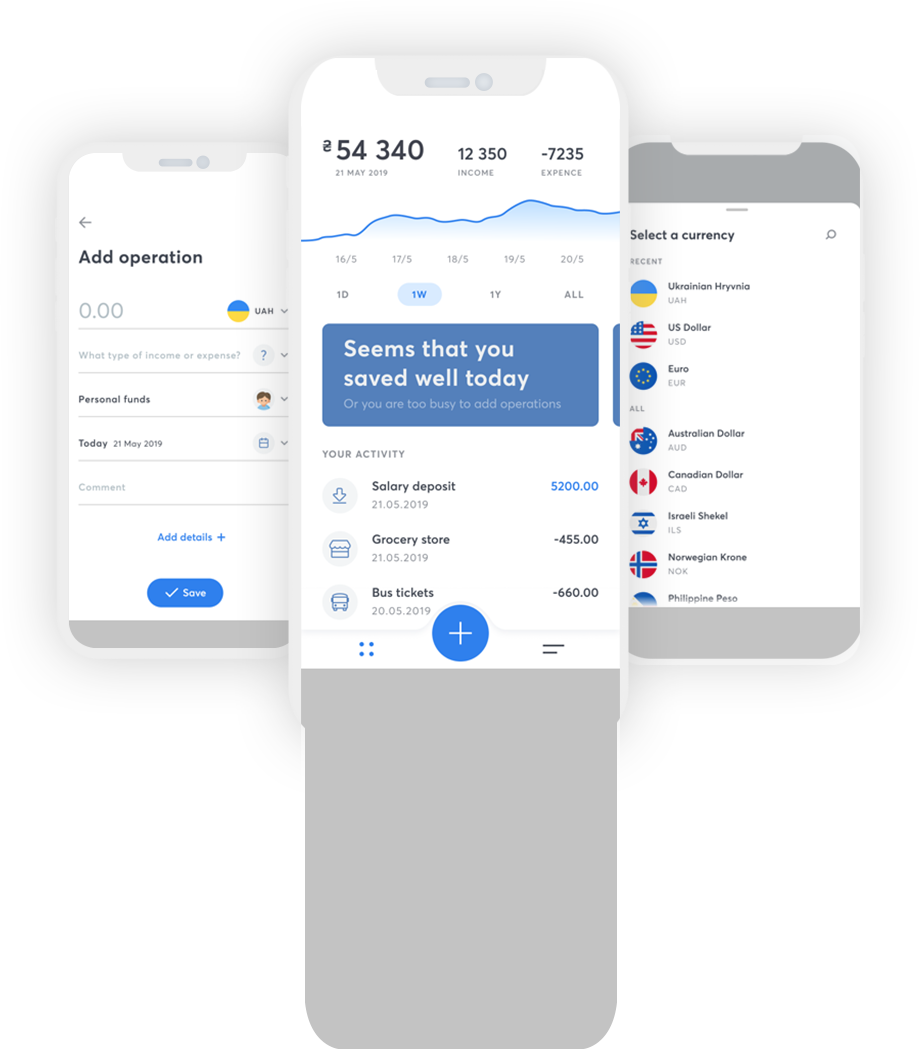 ←
Add operation
0.00 UAH
What type of income or expense? ?
Personal funds
Today 21 May 2019
Comment
Add details +
Save
₴ 54 340
21 MAY 2019
12 350
INCOME
-7235
EXPENCE
16/5 17/5 18/5 19/5 20/5
1D 1W 1Y ALL
Seems that you
saved well today
Or you are too busy to add operations
YOUR ACTIVITY
Salary deposit 5200.00
21.05.2019
Grocery store -455.00
21.05.2019
Bus tickets -660.00
20.05.2019
Select a currency
RECENT
Ukrainian Hryvnia
UAH
US Dollar
USD
Euro
EUR
ALL
Australian Dollar
AUD
Canadian Dollar
CAD
Israeli Shekel
ILS
Norwegian Krone
NOK
Philippine Peso